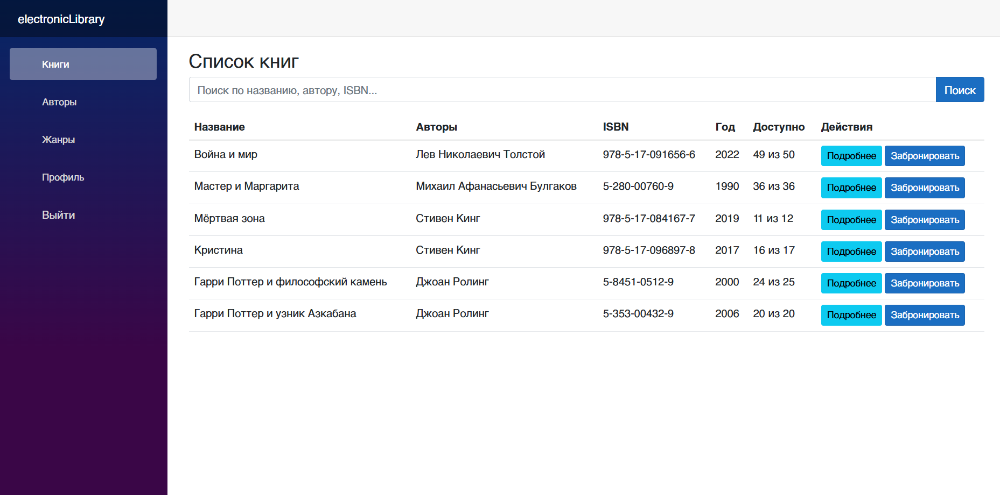 electronicLibrary
Книги
Авторы
Жанры
Профиль
Выйти
Список книг
Поиск по названию, автору, ISBN... Поиск
Название Авторы ISBN Год Доступно Действия
Война и мир Лев Николаевич Толстой 978-5-17-091656-6 2022 49 из 50 Подробнее Забронировать
Мастер и Маргарита Михаил Афанасьевич Булгаков 5-280-00760-9 1990 36 из 36 Подробнее Забронировать
Мёртвая зона Стивен Кинг 978-5-17-084167-7 2019 11 из 12 Подробнее Забронировать
Кристина Стивен Кинг 978-5-17-096897-8 2017 16 из 17 Подробнее Забронировать
Гарри Поттер и философский камень Джоан Ролинг 5-8451-0512-9 2000 24 из 25 Подробнее Забронировать
Гарри Поттер и узник Азкабана Джоан Ролинг 5-353-00432-9 2006 20 из 20 Подробнее Забронировать